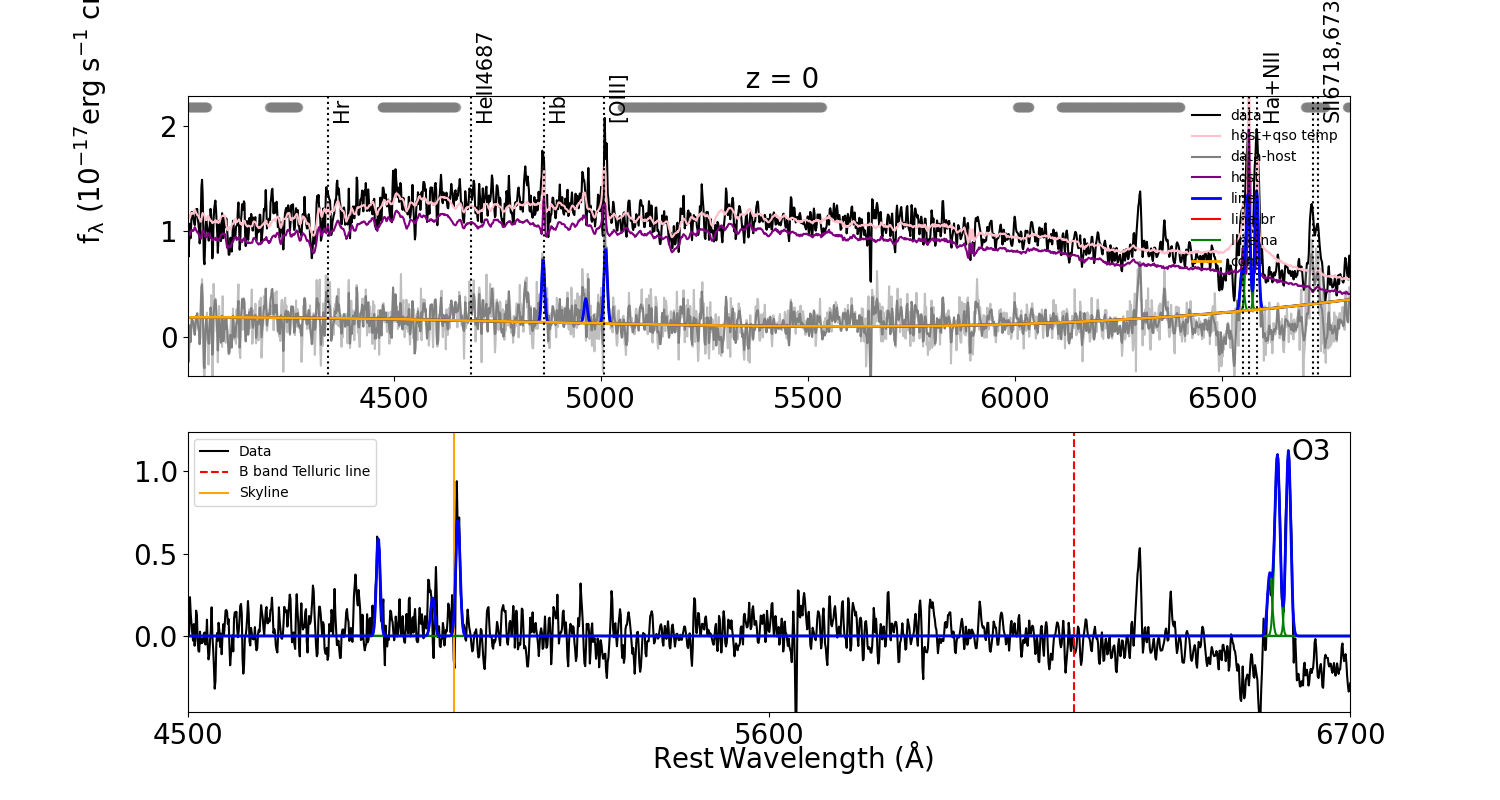 z = 0
f_λ (10^−17 erg s^−1 c
Hr
HeII4687
Hb
[OIII]
Ha+NII
SII6718,673
data
host+qso temp
data-host
host
line
line br
line na
conti
2
1
0
4500
5000
5500
6000
6500
Data
B band Telluric line
Skyline
O3
1.0
0.5
0.0
4500
5600
6700
Rest Wavelength (Å)